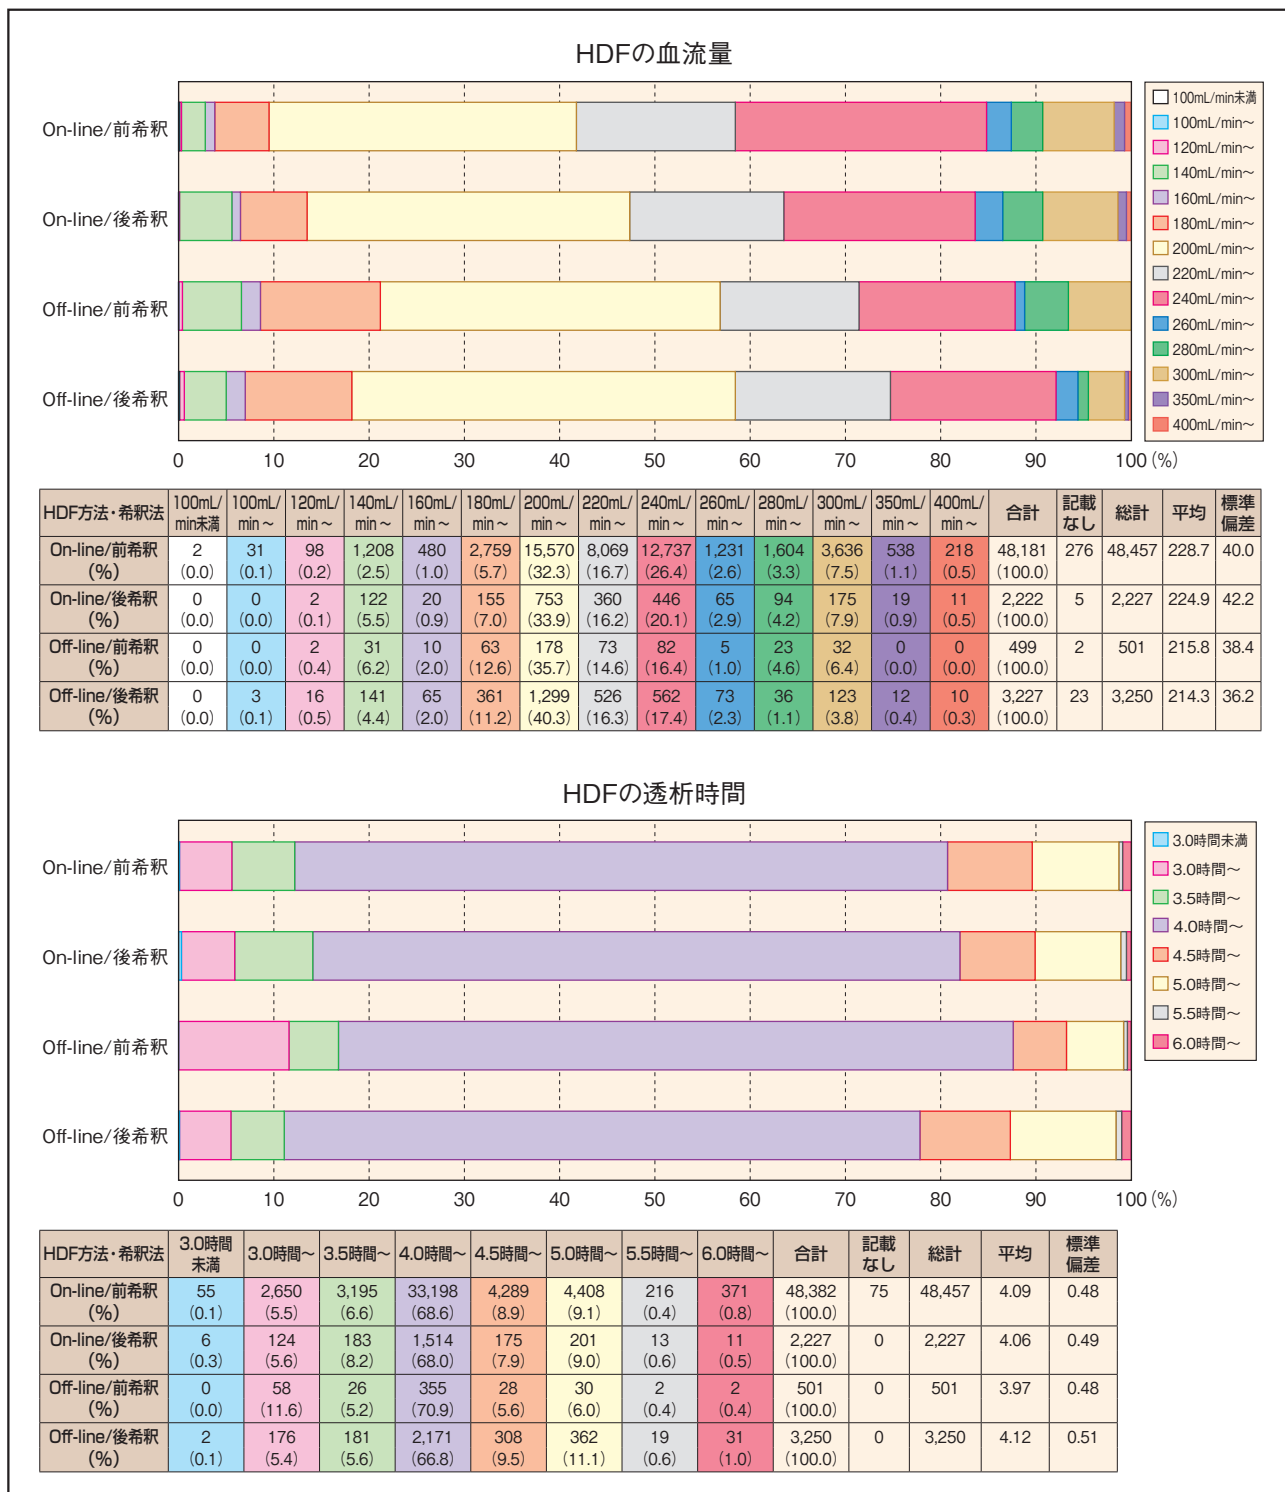 HDFの血流量
On-line/前希釈
On-line/後希釈
Off-line/前希釈
Off-line/後希釈
0 10 20 30 40 50 60 70 80 90 100(%)
100mL/min未満
100mL/min〜
120mL/min〜
140mL/min〜
160mL/min〜
180mL/min〜
200mL/min〜
220mL/min〜
240mL/min〜
260mL/min〜
280mL/min〜
300mL/min〜
350mL/min〜
400mL/min〜
HDF方法・希釈法 100mL/min未満 100mL/min〜 120mL/min〜 140mL/min〜 160mL/min〜 180mL/min〜 200mL/min〜 220mL/min〜 240mL/min〜 260mL/min〜 280mL/min〜 300mL/min〜 350mL/min〜 400mL/min〜 合計 記載なし 総計 平均 標準偏差
On-line/前希釈 2 31 98 1,208 480 2,759 15,570 8,069 12,737 1,231 1,604 3,636 538 218 48,181 276 48,457 228.7 40.0
(%) (0.0) (0.1) (0.2) (2.5) (1.0) (5.7) (32.3) (16.7) (26.4) (2.6) (3.3) (7.5) (1.1) (0.5) (100.0)
On-line/後希釈 0 0 2 122 20 155 753 360 446 65 94 175 19 11 2,222 5 2,227 224.9 42.2
(%) (0.0) (0.0) (0.1) (5.5) (0.9) (7.0) (33.9) (16.2) (20.1) (2.9) (4.2) (7.9) (0.9) (0.5) (100.0)
Off-line/前希釈 0 0 2 31 10 63 178 73 82 5 23 32 0 0 499 2 501 215.8 38.4
(%) (0.0) (0.0) (0.4) (6.2) (2.0) (12.6) (35.7) (14.6) (16.4) (1.0) (4.6) (6.4) (0.0) (0.0) (100.0)
Off-line/後希釈 0 3 16 141 65 361 1,299 526 562 73 36 123 12 10 3,227 23 3,250 214.3 36.2
(%) (0.0) (0.1) (0.5) (4.4) (2.0) (11.2) (40.3) (16.3) (17.4) (2.3) (1.1) (3.8) (0.4) (0.3) (100.0)
HDFの透析時間
On-line/前希釈
On-line/後希釈
Off-line/前希釈
Off-line/後希釈
0 10 20 30 40 50 60 70 80 90 100(%)
3.0時間未満
3.0時間〜
3.5時間〜
4.0時間〜
4.5時間〜
5.0時間〜
5.5時間〜
6.0時間〜
HDF方法・希釈法 3.0時間未満 3.0時間〜 3.5時間〜 4.0時間〜 4.5時間〜 5.0時間〜 5.5時間〜 6.0時間〜 合計 記載なし 総計 平均 標準偏差
On-line/前希釈 55 2,650 3,195 33,198 4,289 4,408 216 371 48,382 75 48,457 4.09 0.48
(%) (0.1) (5.5) (6.6) (68.6) (8.9) (9.1) (0.4) (0.8) (100.0)
On-line/後希釈 6 124 183 1,514 175 201 13 11 2,227 0 2,227 4.06 0.49
(%) (0.3) (5.6) (8.2) (68.0) (7.9) (9.0) (0.6) (0.5) (100.0)
Off-line/前希釈 0 58 26 355 28 30 2 2 501 0 501 3.97 0.48
(%) (0.0) (11.6) (5.2) (70.9) (5.6) (6.0) (0.4) (0.4) (100.0)
Off-line/後希釈 2 176 181 2,171 308 362 19 31 3,250 0 3,250 4.12 0.51
(%) (0.1) (5.4) (5.6) (66.8) (9.5) (11.1) (0.6) (1.0) (100.0)